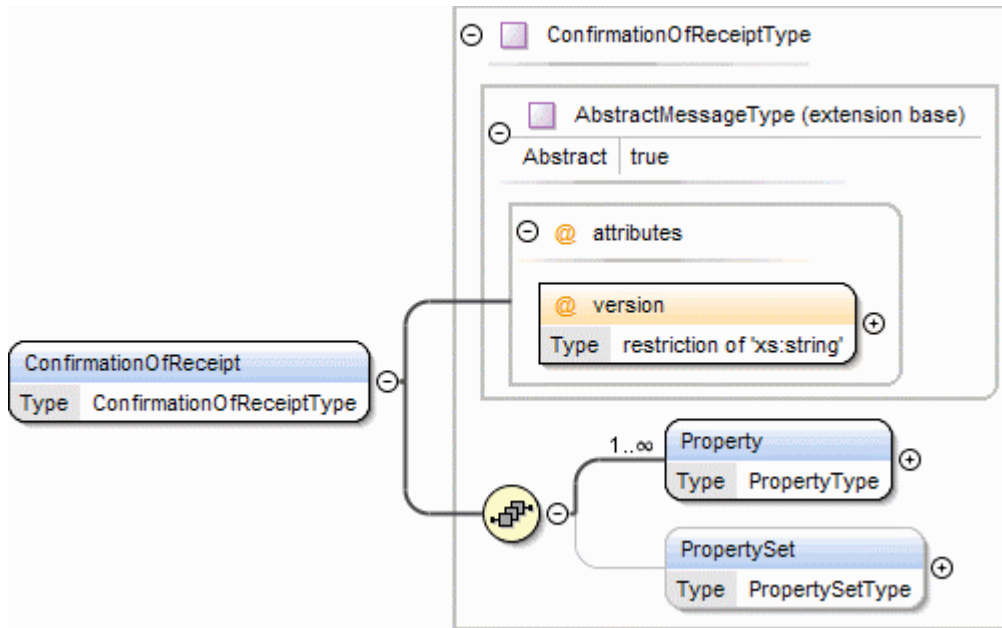 ConfirmationOfReceiptType
AbstractMessageType (extension base)
Abstract true
@ attributes
@ version
Type restriction of 'xs:string'
ConfirmationOfReceipt
Type ConfirmationOfReceiptType
1..∞
Property
Type PropertyType
PropertySet
Type PropertySetType